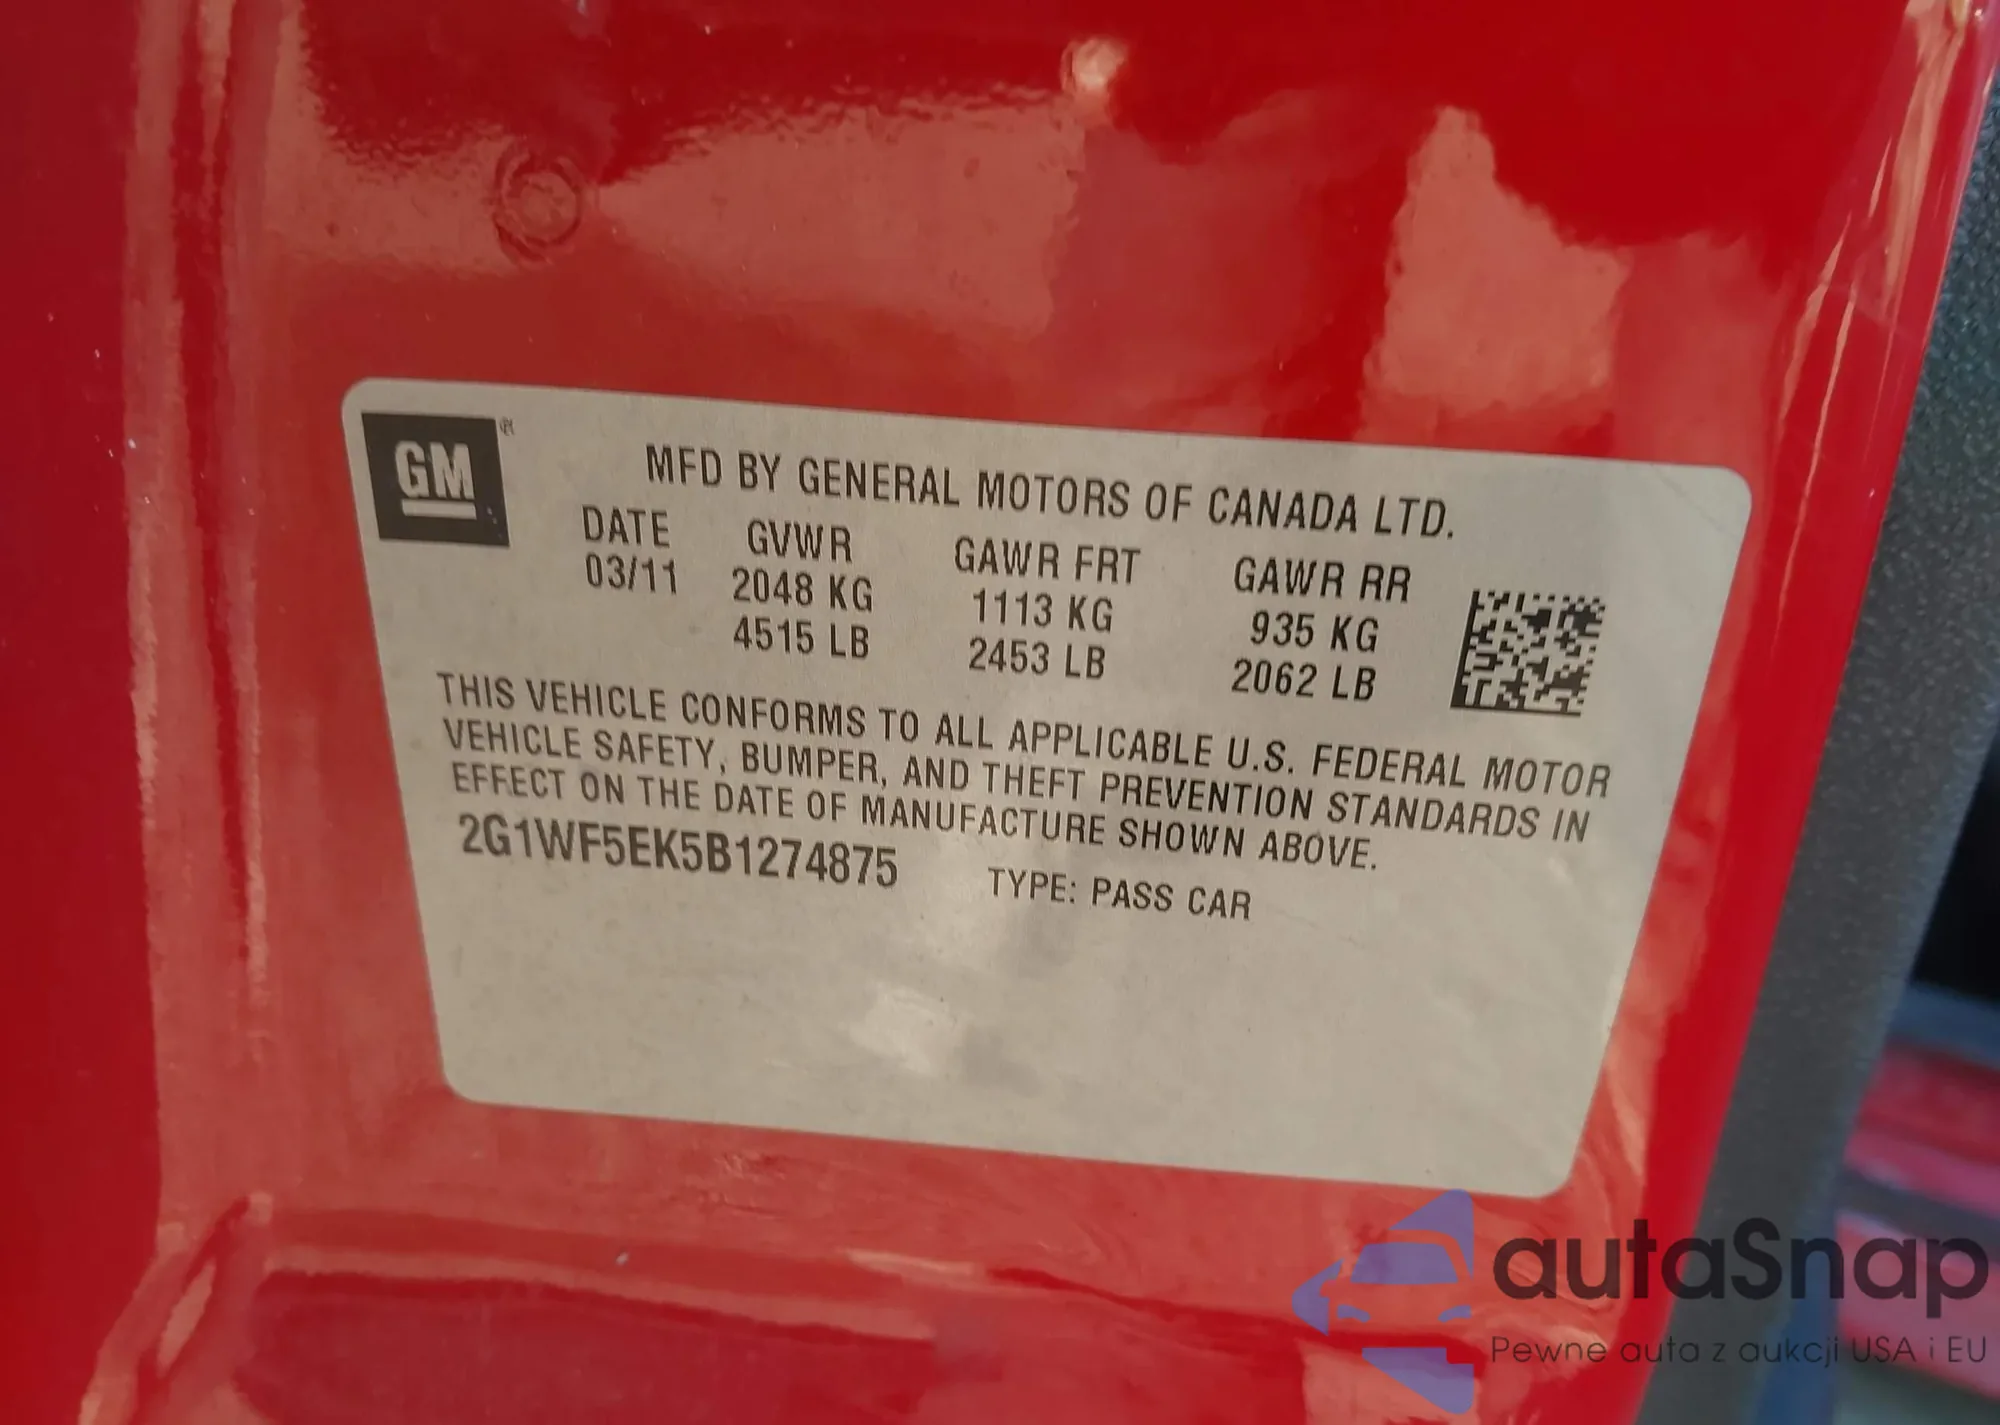 GM
MFD BY GENERAL MOTORS OF CANADA LTD.
DATE GVWR GAWR FRT GAWR RR
03/11 2048 KG 1113 KG 935 KG
4515 LB 2453 LB 2062 LB
THIS VEHICLE CONFORMS TO ALL APPLICABLE U.S. FEDERAL MOTOR
VEHICLE SAFETY, BUMPER, AND THEFT PREVENTION STANDARDS IN
EFFECT ON THE DATE OF MANUFACTURE SHOWN ABOVE.
2G1WF5EK5B1274875 TYPE: PASS CAR
autaSnap
Pewne auta z aukcji USA i EU